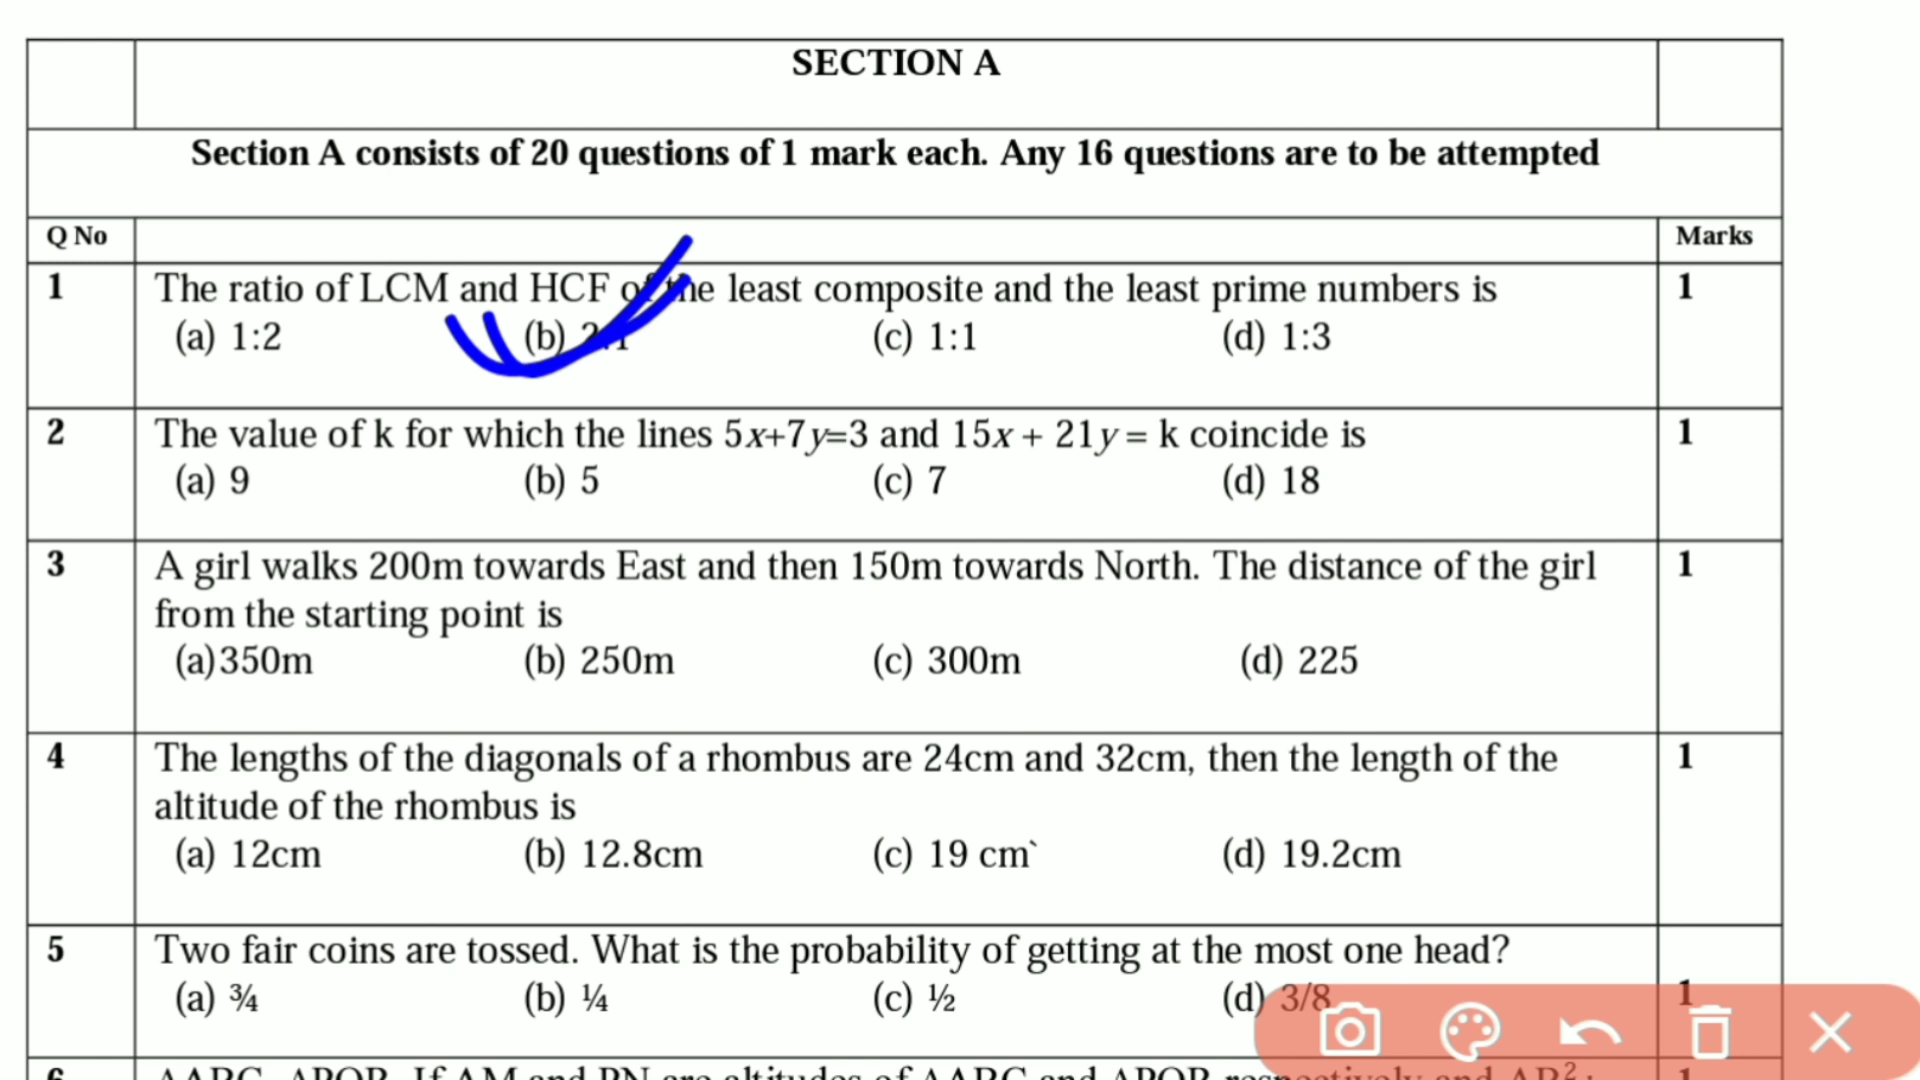 SECTION A
Section A consists of 20 questions of 1 mark each. Any 16 questions are to be attempted
Q No Marks
1 The ratio of LCM and HCF of the least composite and the least prime numbers is 1
(a) 1:2 (b) 2:1 (c) 1:1 (d) 1:3
2 The value of k for which the lines 5x+7y=3 and 15x + 21y = k coincide is 1
(a) 9 (b) 5 (c) 7 (d) 18
3 A girl walks 200m towards East and then 150m towards North. The distance of the girl 1
from the starting point is
(a)350m (b) 250m (c) 300m (d) 225
4 The lengths of the diagonals of a rhombus are 24cm and 32cm, then the length of the 1
altitude of the rhombus is
(a) 12cm (b) 12.8cm (c) 19 cm` (d) 19.2cm
5 Two fair coins are tossed. What is the probability of getting at the most one head?
(a) ¾ (b) ¼ (c) ½ (d) 3/8 1